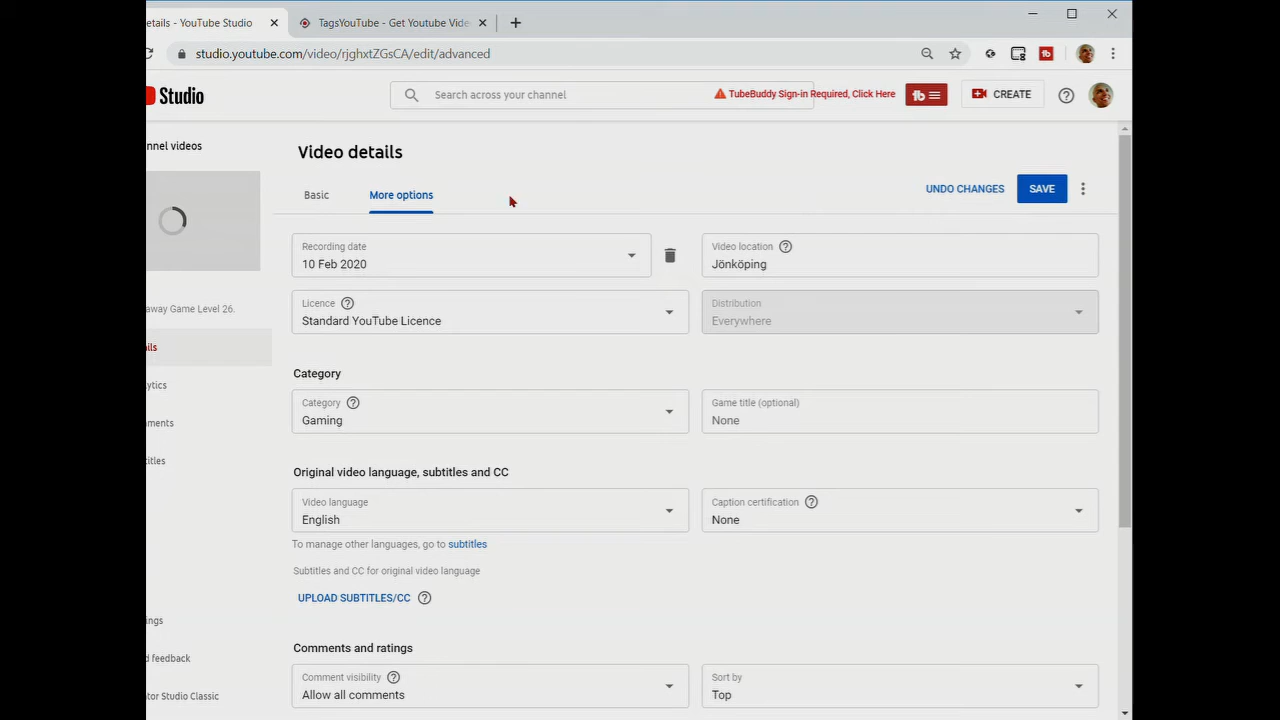 etails - YouTube Studio
TagsYouTube - Get Youtube Vide
studio.youtube.com/video/rjghxtZGsCA/edit/advanced
Studio
Search across your channel
TubeBuddy Sign-in Required, Click Here
tb
CREATE
nnel videos
Video details
Basic
More options
UNDO CHANGES
SAVE
Recording date
10 Feb 2020
Video location
Jönköping
away Game Level 26.
Licence
Standard YouTube Licence
Distribution
Everywhere
ils
Category
ytics
Category
Gaming
Game title (optional)
None
ments
itles
Original video language, subtitles and CC
Video language
English
Caption certification
None
To manage other languages, go to subtitles
Subtitles and CC for original video language
UPLOAD SUBTITLES/CC
ngs
Comments and ratings
d feedback
Comment visibility
Allow all comments
Sort by
Top
tor Studio Classic